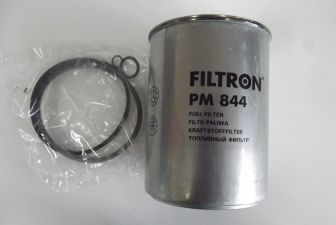 FILTRON®
PM 844
FUEL FILTER
FILTR PALIWA
KRAFTSTOFFFILTER
ТОПЛИВНЫЙ ФИЛЬТР